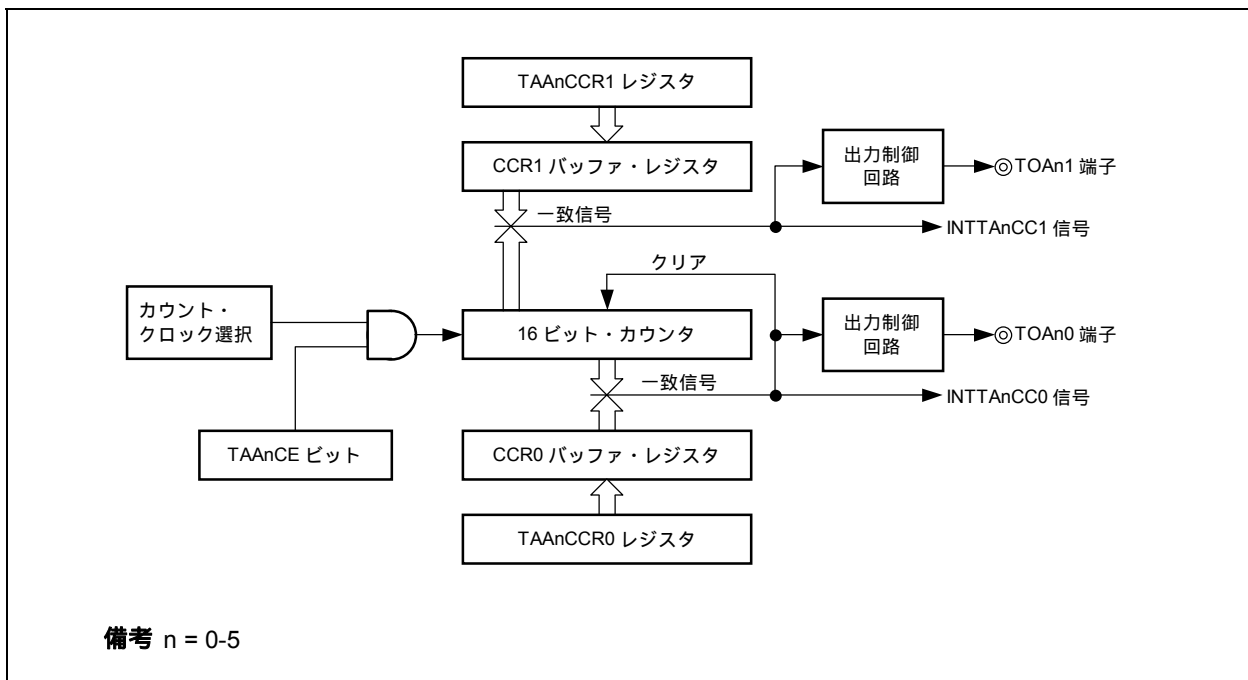 TAAnCCR1 レジスタ
CCR1 バッファ・レジスタ
出力制御
回路
TOAn1 端子
一致信号
INTTAnCC1 信号
クリア
カウント・
クロック選択
16 ビット・カウンタ
出力制御
回路
TOAn0 端子
一致信号
INTTAnCC0 信号
TAAnCE ビット
CCR0 バッファ・レジスタ
TAAnCCR0 レジスタ
備考 n = 0-5